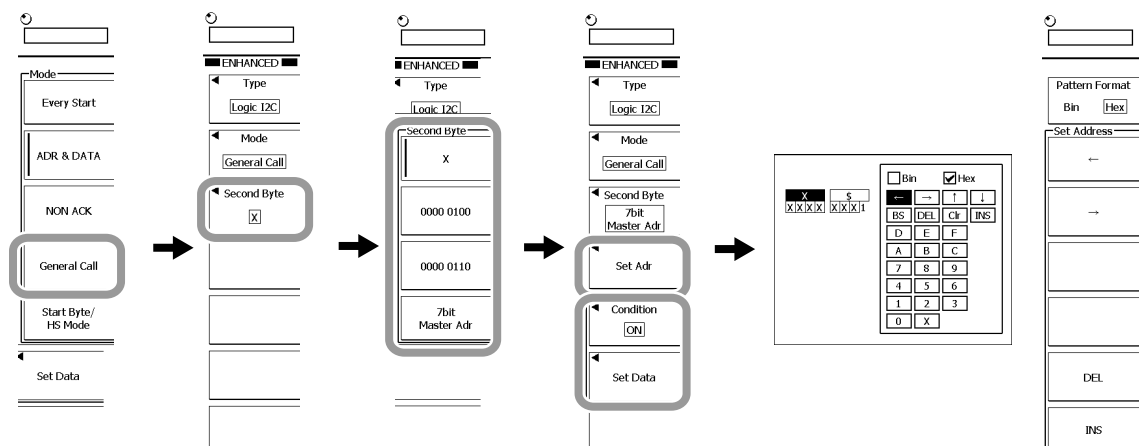 Mode
Every Start
ADR & DATA
NON ACK
General Call
Start Byte/
HS Mode
Set Data
ENHANCED
Type
Logic I2C
Mode
General Call
Second Byte
X
ENHANCED
Type
Logic I2C
Second Byte
X
0000 0100
0000 0110
7bit
Master Adr
ENHANCED
Type
Logic I2C
Mode
General Call
Second Byte
7bit
Master Adr
Set Adr
Condition
ON
Set Data
X $
X X X X X X X 1
Bin Hex
← → ↑ ↓
BS DEL Clr INS
D E F
A B C
7 8 9
4 5 6
1 2 3
0 X
Pattern Format
Bin Hex
Set Address
←
→
DEL
INS